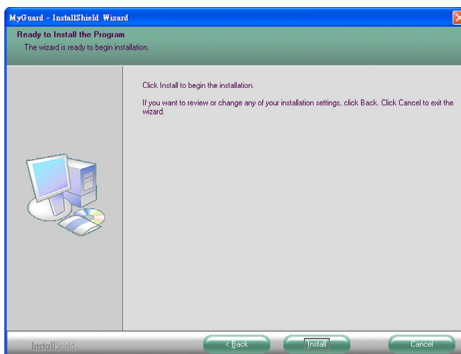 MyGuard - InstallShield Wizard
Ready to Install the Program
The wizard is ready to begin installation.
Click Install to begin the installation.
If you want to review or change any of your installation settings, click Back. Click Cancel to exit the
wizard.
InstallShield
< Back
Install
Cancel